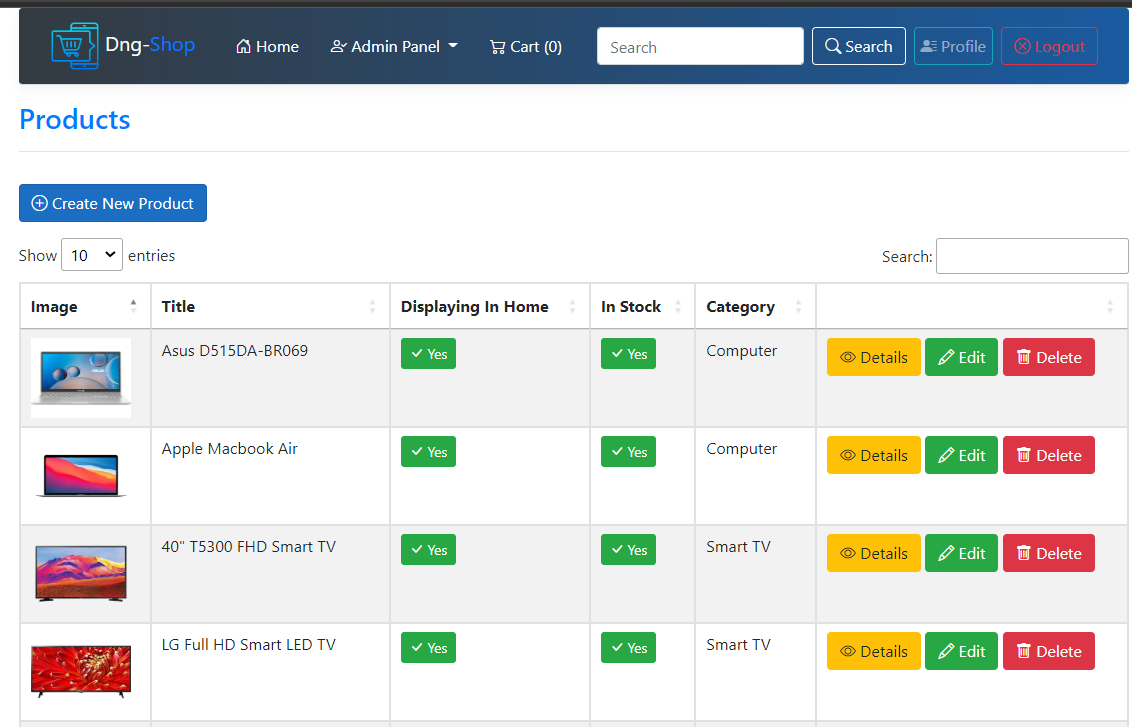 Dng-Shop Home Admin Panel Cart (0) Search Search Profile Logout
Products
Create New Product
Show 10 entries Search:
Image Title Displaying In Home In Stock Category
Asus D515DA-BR069 Yes Yes Computer Details Edit Delete
Apple Macbook Air Yes Yes Computer Details Edit Delete
40" T5300 FHD Smart TV Yes Yes Smart TV Details Edit Delete
LG Full HD Smart LED TV Yes Yes Smart TV Details Edit Delete